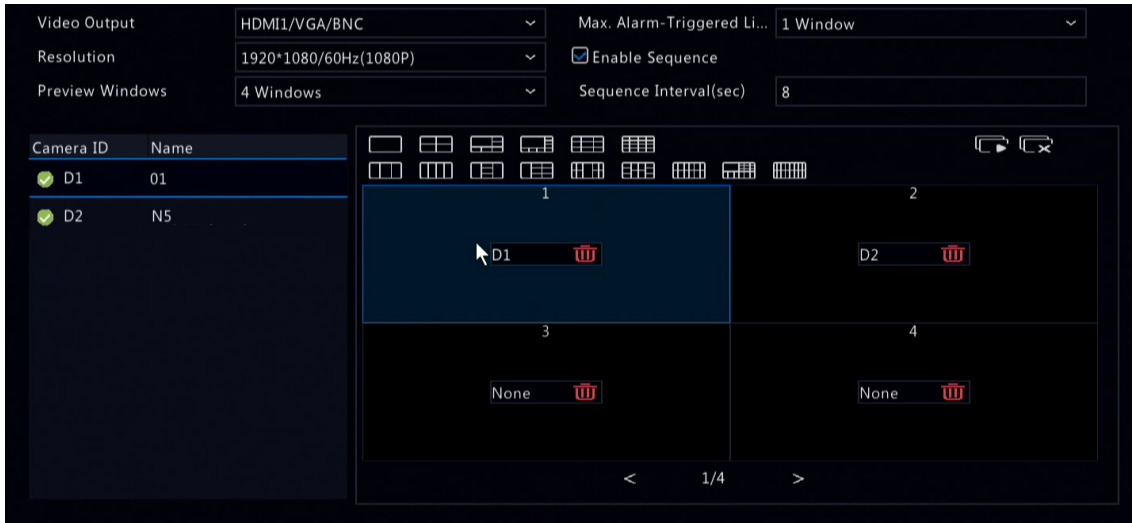 Video Output HDMI1/VGA/BNC Max. Alarm-Triggered Li... 1 Window
Resolution 1920*1080/60Hz(1080P) Enable Sequence
Preview Windows 4 Windows Sequence Interval(sec) 8
Camera ID Name
D1 01
D2 N5
1 2
D1 D2
3 4
None None
< 1/4 >